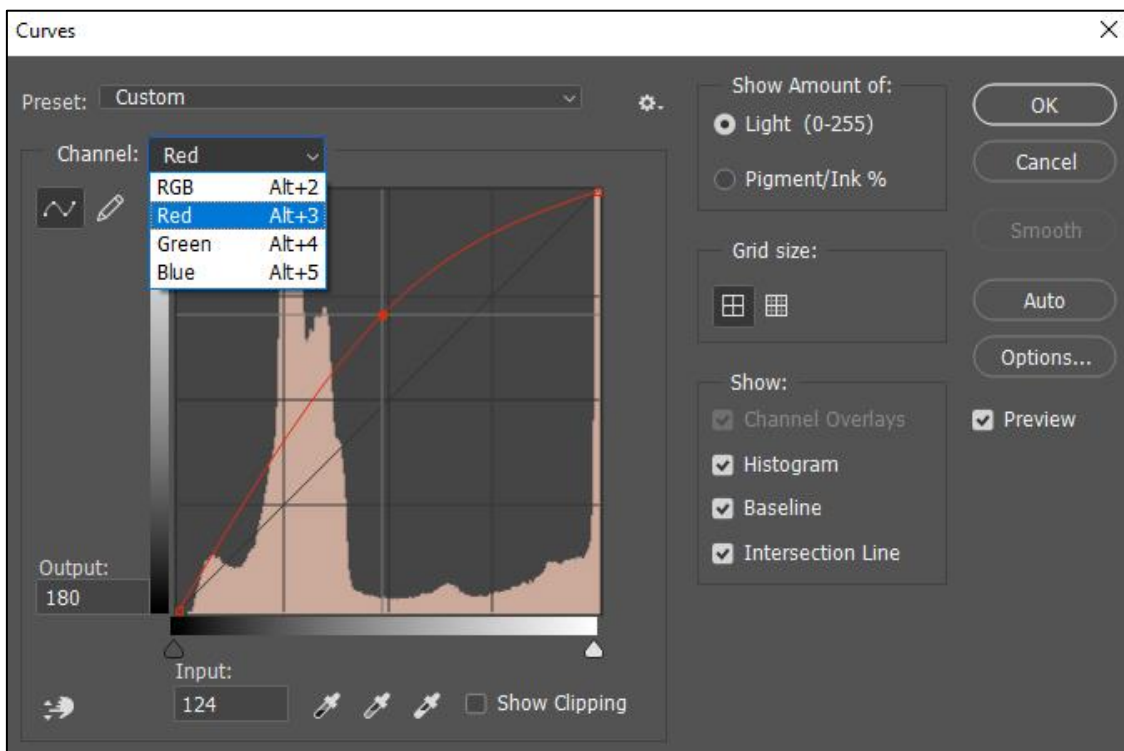 Curves
Preset: Custom
Channel: Red
RGB Alt+2
Red Alt+3
Green Alt+4
Blue Alt+5
Output:
180
Input:
124
Show Clipping
Show Amount of:
Light (0-255)
Pigment/Ink %
Grid size:
Show:
Channel Overlays
Histogram
Baseline
Intersection Line
OK
Cancel
Smooth
Auto
Options...
Preview